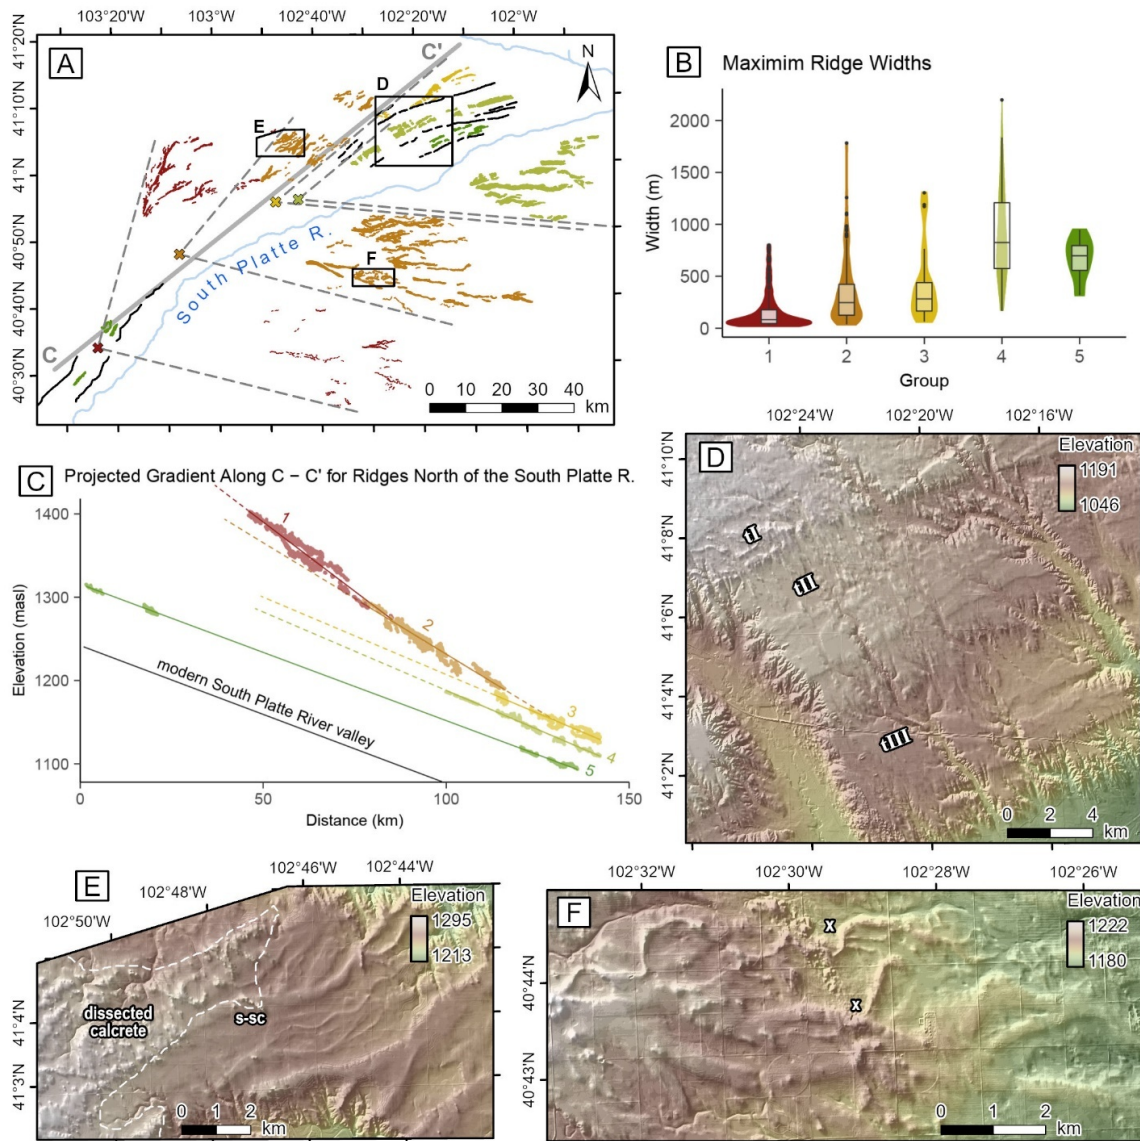 103°20'W 103°W 102°40'W 102°20'W 102°W
A
41°20'N
41°10'N
41°N
40°50'N
40°40'N
40°30'N
C'
N
D
E
F
South Platte R.
C
0 10 20 30 40
km
B Maximim Ridge Widths
Width (m)
2000
1500
1000
500
0
1 2 3 4 5
Group
C Projected Gradient Along C – C' for Ridges North of the South Platte R.
Elevation (masl)
1400
1300
1200
1100
1
2
3
4
5
modern South Platte River valley
0 50 100 150
Distance (km)
102°24'W 102°20'W 102°16'W
D
Elevation
1191
1046
41°10'N
41°8'N
41°6'N
41°4'N
41°2'N
tI
tII
tIII
0 2 4
km
E
102°50'W 102°48'W 102°46'W 102°44'W
Elevation
1295
1213
41°4'N
41°3'N
dissected
calcrete
s-sc
0 1 2
km
102°32'W 102°30'W 102°28'W 102°26'W
F
Elevation
1222
1180
40°44'N
40°43'N
x
x
0 1 2
km